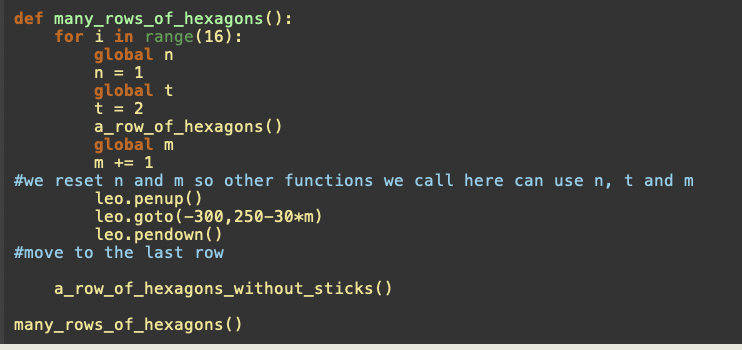 def many_rows_of_hexagons():
    for i in range(16):
        global n
        n = 1
        global t
        t = 2
        a_row_of_hexagons()
        global m
        m += 1
#we reset n and m so other functions we call here can use n, t and m
        leo.penup()
        leo.goto(-300,250-30*m)
        leo.pendown()
#move to the last row
    a_row_of_hexagons_without_sticks()
many_rows_of_hexagons()